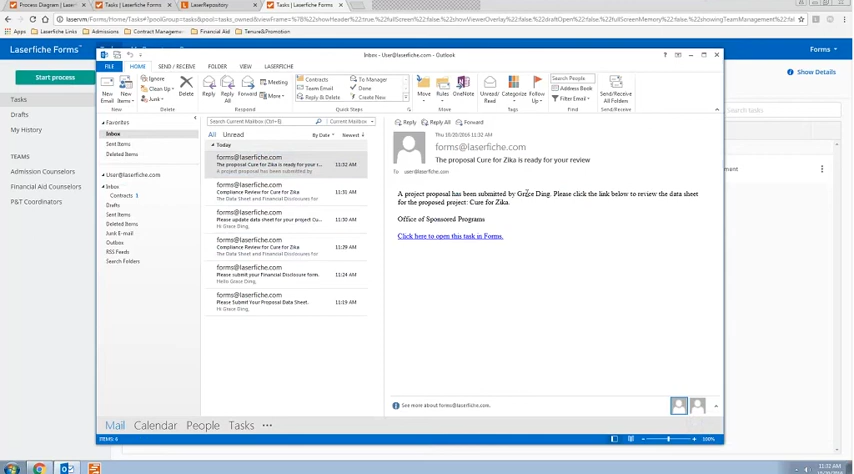 Process Diagram | Laser
Tasks | Laserfiche Forms
LaserRepository
Tasks | Laserfiche Forms
Apps
Laserfiche Links
Admissions
Contract Managemen
Financial Aid
Tenure&Promotion
Laserfiche Forms™
Forms
Start process
Show Details
Tasks
Drafts
My History
TEAMS
Admission Counselors
Financial Aid Counselors
P&T Coordinators
Search tasks
Inbox - User@laserfiche.com - Outlook
FILE
HOME
SEND / RECEIVE
FOLDER
VIEW
LASERFICHE
New Email
New Items
New
Ignore
Clean Up
Junk
Delete
Delete
Reply
Reply All
Forward
Meeting
More
Respond
Contracts
Team Email
Reply & Delete
To Manager
Done
Create New
Quick Steps
Move
Rules
OneNote
Move
Unread/ Read
Categorize
Follow Up
Tags
Search People
Address Book
Filter Email
Find
Send/Receive All Folders
Send/Receive
Favorites
Inbox
Sent Items
Deleted Items
User@laserfiche.com
Inbox
Contracts 3
Drafts
Sent Items
Deleted Items
Junk E-mail
Outbox
RSS Feeds
Search Folders
Search Current Mailbox (Ctrl+E)
Current Mailbox
All Unread
By Date
Newest
Today
forms@laserfiche.com
The proposal Cure for Zika is ready for your r...
11:32 AM
A project proposal has been submitted by
forms@laserfiche.com
Compliance Review for Cure for Zika
11:31 AM
The Data Sheet and Financial Disclosures for
forms@laserfiche.com
Please update data sheet for your project Cu...
11:30 AM
Hi Grace Ding,
forms@laserfiche.com
Compliance Review for Cure for Zika
11:29 AM
The Data Sheet and Financial Disclosures for
forms@laserfiche.com
Please submit your Financial Disclosure form.
11:24 AM
Hello Grace Ding,
forms@laserfiche.com
Please Submit Your Proposal Data Sheet.
11:19 AM
Hi Grace Ding,
Reply
Reply All
Forward
Thu 10/20/2016 11:32 AM
forms@laserfiche.com
The proposal Cure for Zika is ready for your review
To user@laserfiche.com
A project proposal has been submitted by Grace Ding. Please click the link below to review the data sheet
for the proposed project: Cure for Zika.
Office of Sponsored Programs
Click here to open this task in Forms.
See more about forms@laserfiche.com.
Mail
Calendar
People
Tasks
ITEMS: 6
100%
11:32 AM
10/20/2016